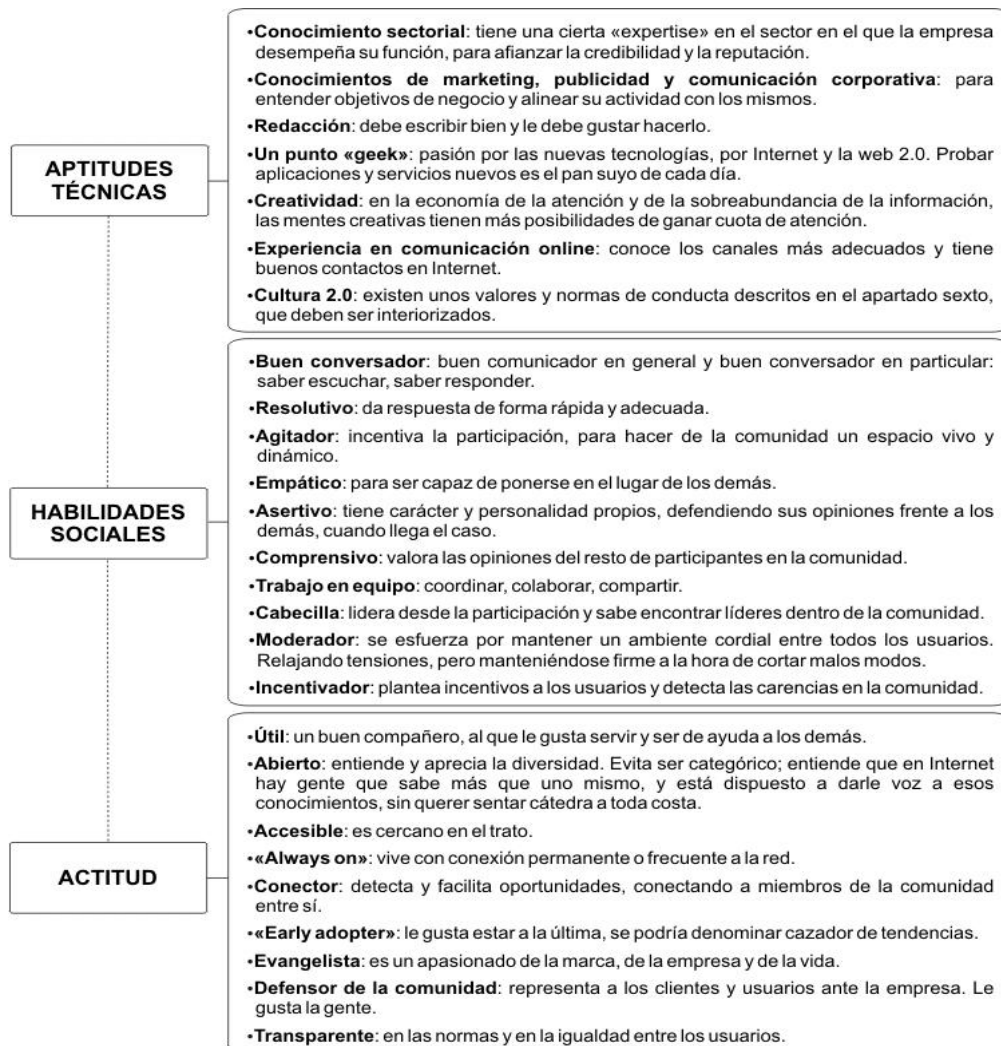 APTITUDES
TÉCNICAS
•Conocimiento sectorial: tiene una cierta «expertise» en el sector en el que la empresa
desempeña su función, para afianzar la credibilidad y la reputación.
•Conocimientos de marketing, publicidad y comunicación corporativa: para
entender objetivos de negocio y alinear su actividad con los mismos.
•Redacción: debe escribir bien y le debe gustar hacerlo.
•Un punto «geek»: pasión por las nuevas tecnologías, por Internet y la web 2.0. Probar
aplicaciones y servicios nuevos es el pan suyo de cada día.
•Creatividad: en la economía de la atención y de la sobreabundancia de la información,
las mentes creativas tienen más posibilidades de ganar cuota de atención.
•Experiencia en comunicación online: conoce los canales más adecuados y tiene
buenos contactos en Internet.
•Cultura 2.0: existen unos valores y normas de conducta descritos en el apartado sexto,
que deben ser interiorizados.
HABILIDADES
SOCIALES
•Buen conversador: buen comunicador en general y buen conversador en particular:
saber escuchar, saber responder.
•Resolutivo: da respuesta de forma rápida y adecuada.
•Agitador: incentiva la participación, para hacer de la comunidad un espacio vivo y
dinámico.
•Empático: para ser capaz de ponerse en el lugar de los demás.
•Asertivo: tiene carácter y personalidad propios, defendiendo sus opiniones frente a los
demás, cuando llega el caso.
•Comprensivo: valora las opiniones del resto de participantes en la comunidad.
•Trabajo en equipo: coordinar, colaborar, compartir.
•Cabecilla: lidera desde la participación y sabe encontrar líderes dentro de la comunidad.
•Moderador: se esfuerza por mantener un ambiente cordial entre todos los usuarios.
Relajando tensiones, pero manteniéndose firme a la hora de cortar malos modos.
•Incentivador: plantea incentivos a los usuarios y detecta las carencias en la comunidad.
ACTITUD
•Útil: un buen compañero, al que le gusta servir y ser de ayuda a los demás.
•Abierto: entiende y aprecia la diversidad. Evita ser categórico; entiende que en Internet
hay gente que sabe más que uno mismo, y está dispuesto a darle voz a esos
conocimientos, sin querer sentar cátedra a toda costa.
•Accesible: es cercano en el trato.
•«Always on»: vive con conexión permanente o frecuente a la red.
•Conector: detecta y facilita oportunidades, conectando a miembros de la comunidad
entre sí.
•«Early adopter»: le gusta estar a la última, se podría denominar cazador de tendencias.
•Evangelista: es un apasionado de la marca, de la empresa y de la vida.
•Defensor de la comunidad: representa a los clientes y usuarios ante la empresa. Le
gusta la gente.
•Transparente: en las normas y en la igualdad entre los usuarios.